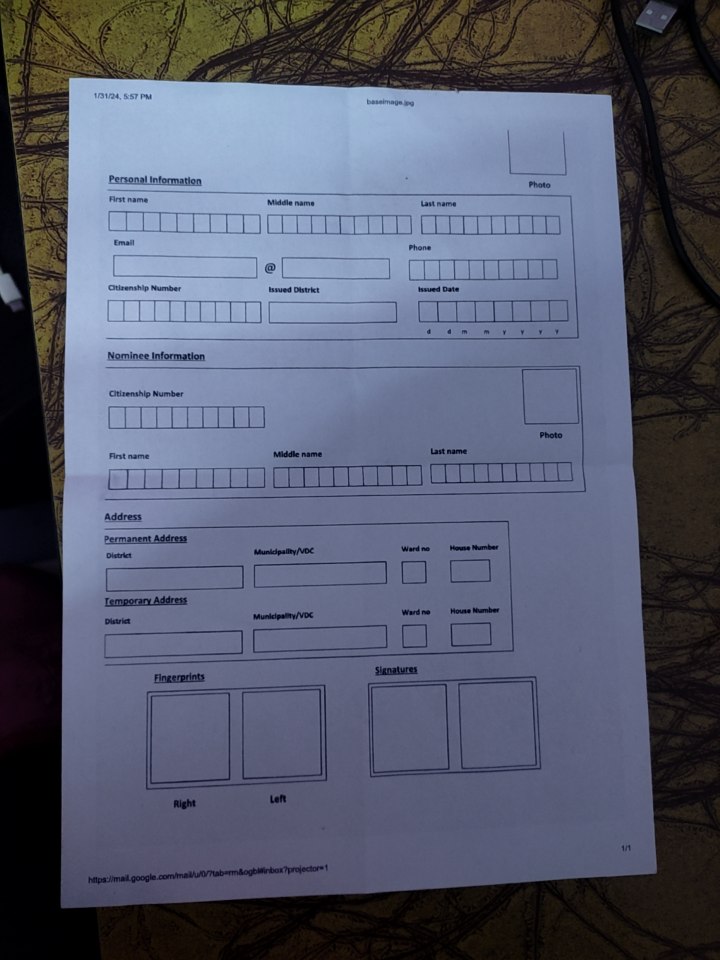 1/31/24, 5:57 PM
baseimage.jpg
Photo
Personal Information
First name Middle name Last name
Email Phone
@
Citizenship Number Issued District Issued Date
d d m m y y y y
Nominee Information
Citizenship Number
Photo
First name Middle name Last name
Address
Permanent Address
District Municipality/VDC Ward no House Number
Temporary Address
District Municipality/VDC Ward no House Number
Fingerprints Signatures
Right Left
https://mail.google.com/mail/u/0/?tab=rm&ogbl#inbox?projector=1
1/1